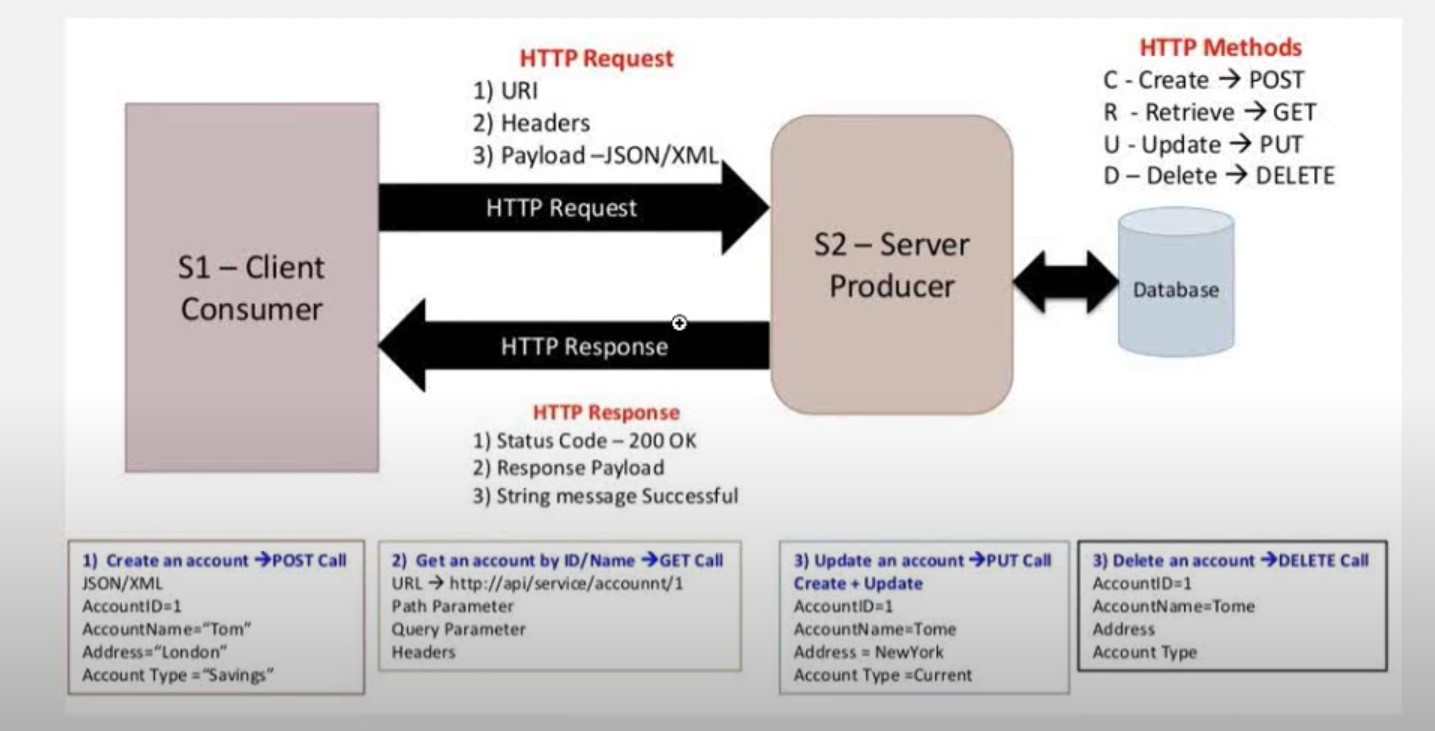 HTTP Request
1) URI
2) Headers
3) Payload –JSON/XML
HTTP Methods
C - Create → POST
R - Retrieve → GET
U - Update → PUT
D – Delete → DELETE
S1 – Client
Consumer
HTTP Request
S2 – Server
Producer
Database
HTTP Response
HTTP Response
1) Status Code – 200 OK
2) Response Payload
3) String message Successful
1) Create an account →POST Call
JSON/XML
AccountID=1
AccountName=“Tom”
Address=“London”
Account Type =“Savings”
2) Get an account by ID/Name →GET Call
URL → http://api/service/accounnt/1
Path Parameter
Query Parameter
Headers
3) Update an account →PUT Call
Create + Update
AccountID=1
AccountName=Tome
Address = NewYork
Account Type =Current
3) Delete an account →DELETE Call
AccountID=1
AccountName=Tome
Address
Account Type